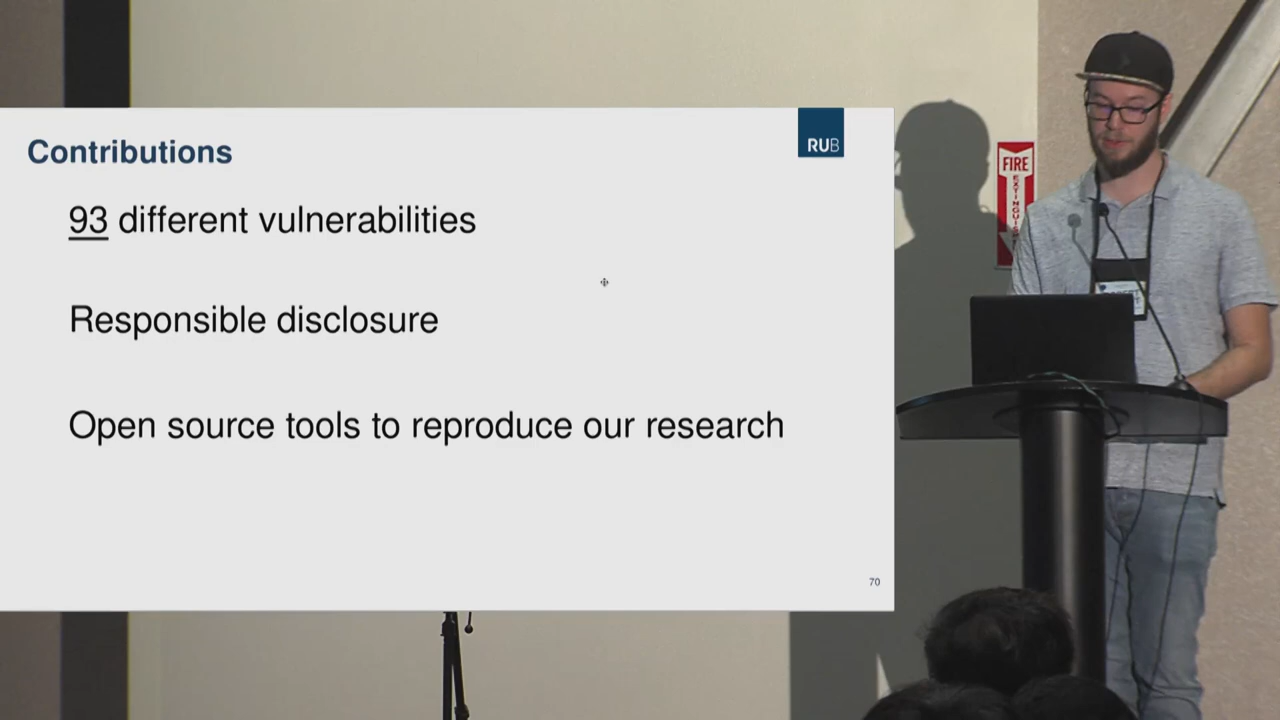 Contributions
RUB
93 different vulnerabilities
Responsible disclosure
Open source tools to reproduce our research
70
FIRE